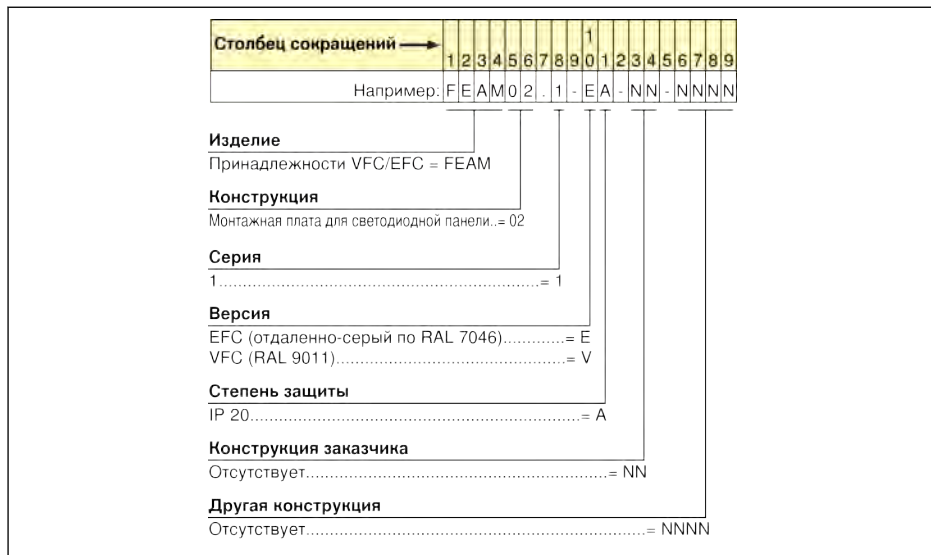 Столбец сокращений
1
1 2 3 4 5 6 7 8 9 0 1 2 3 4 5 6 7 8 9
Например: F E A M 0 2 . 1 - E A - N N - N N N N
Изделие
Принадлежности VFC/EFC = FEAM
Конструкция
Монтажная плата для светодиодной панели..= 02
Серия
1.......................................................= 1
Версия
EFC (отдаленно-серый по RAL 7046)............= E
VFC (RAL 9011).......................................= V
Степень защиты
IP 20........................................................= A
Конструкция заказчика
Отсутствует...................................................= NN
Другая конструкция
Отсутствует.........................................................= NNNN